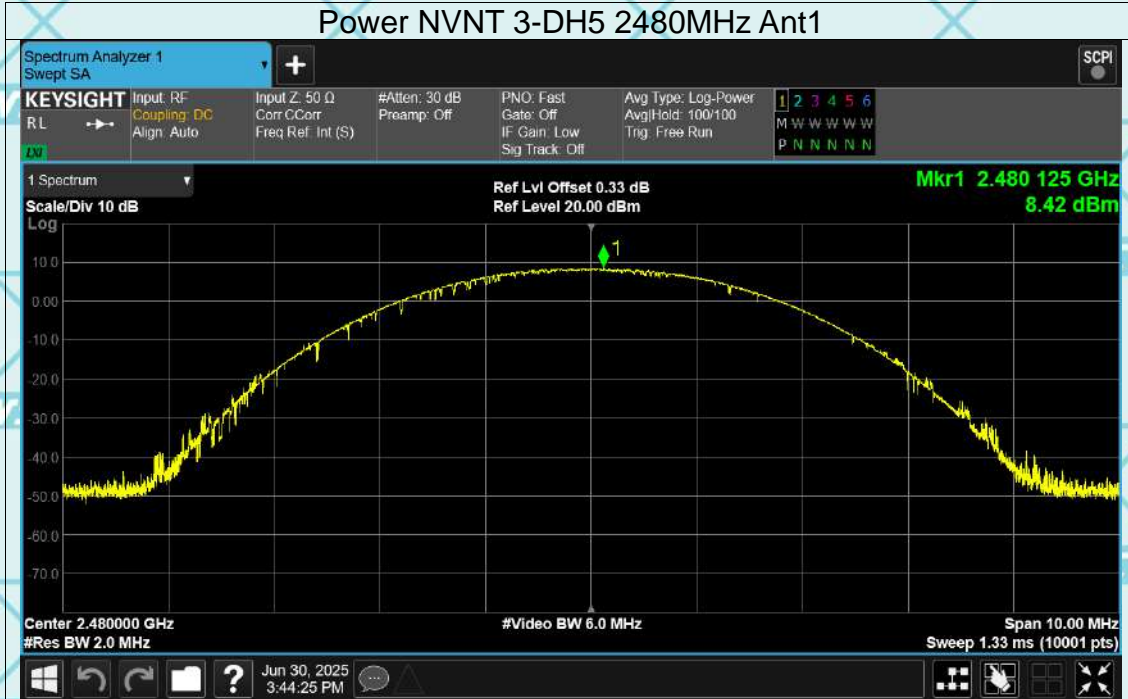 Power NVNT 3-DH5 2480MHz Ant1
Spectrum Analyzer 1
Swept SA
+
SCPI
KEYSIGHT
RL
LXI
Input: RF
Coupling: DC
Align: Auto
Input Z: 50 Ω
Corr CCorr
Freq Ref: Int (S)
#Atten: 30 dB
Preamp: Off
PNO: Fast
Gate: Off
IF Gain: Low
Sig Track: Off
Avg Type: Log-Power
Avg|Hold: 100/100
Trig: Free Run
1 2 3 4 5 6
M W W W W W
P N N N N N
1 Spectrum
Scale/Div 10 dB
Ref Lvl Offset 0.33 dB
Ref Level 20.00 dBm
Mkr1 2.480 125 GHz
8.42 dBm
Log
1
10.0
0.00
-10.0
-20.0
-30.0
-40.0
-50.0
-60.0
-70.0
Center 2.480000 GHz
#Res BW 2.0 MHz
#Video BW 6.0 MHz
Span 10.00 MHz
Sweep 1.33 ms (10001 pts)
?
Jun 30, 2025
3:44:25 PM